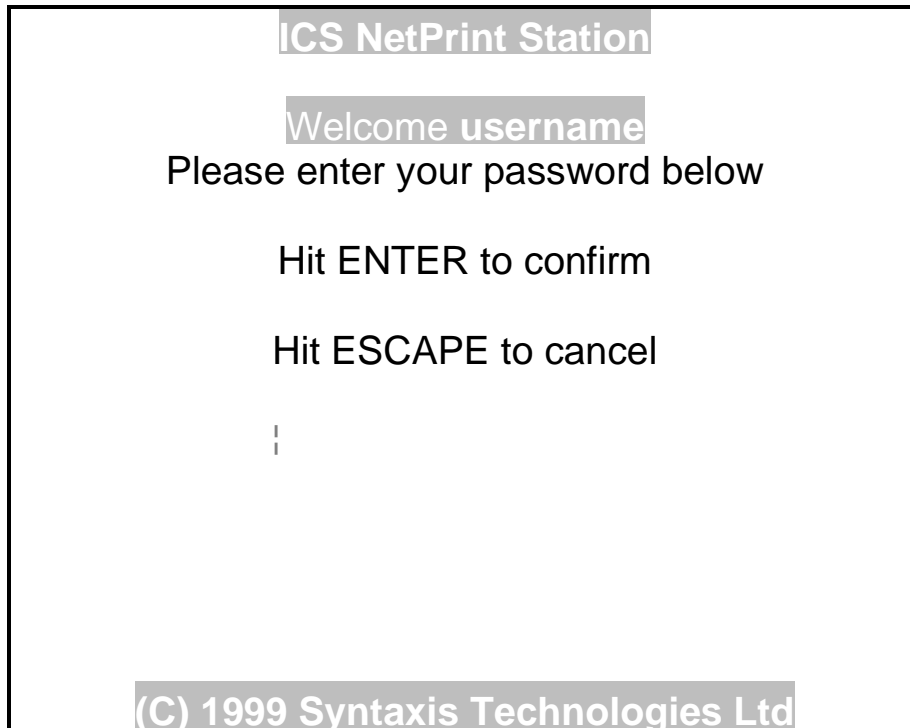 ICS NetPrint Station
Welcome username
Please enter your password below
Hit ENTER to confirm
Hit ESCAPE to cancel
(C) 1999 Syntaxis Technologies Ltd